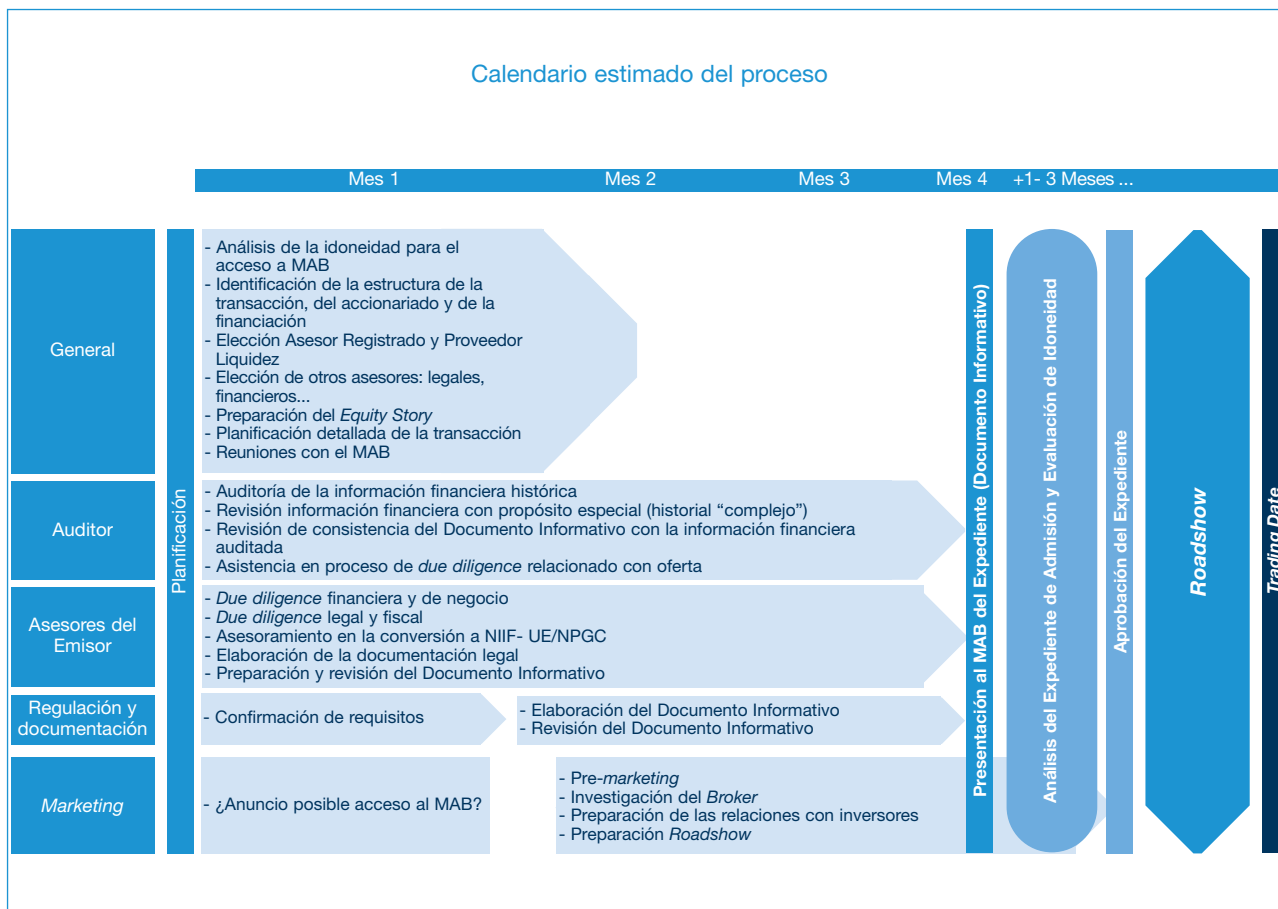 Calendario estimado del proceso
Mes 1
Mes 2
Mes 3
Mes 4
+1- 3 Meses ...
General
Planificación
- Análisis de la idoneidad para el
acceso a MAB
- Identificación de la estructura de la
transacción, del accionariado y de la
financiación
- Elección Asesor Registrado y Proveedor
Liquidez
- Elección de otros asesores: legales,
financieros...
- Preparación del Equity Story
- Planificación detallada de la transacción
- Reuniones con el MAB
Auditor
- Auditoría de la información financiera histórica
- Revisión información financiera con propósito especial (historial “complejo”)
- Revisión de consistencia del Documento Informativo con la información financiera
auditada
- Asistencia en proceso de due diligence relacionado con oferta
Asesores del
Emisor
- Due diligence financiera y de negocio
- Due diligence legal y fiscal
- Asesoramiento en la conversión a NIIF- UE/NPGC
- Elaboración de la documentación legal
- Preparación y revisión del Documento Informativo
Regulación y
documentación
- Confirmación de requisitos
- Elaboración del Documento Informativo
- Revisión del Documento Informativo
Marketing
- ¿Anuncio posible acceso al MAB?
- Pre-marketing
- Investigación del Broker
- Preparación de las relaciones con inversores
- Preparación Roadshow
Presentación al MAB del Expediente (Documento Informativo)
Análisis del Expediente de Admisión y Evaluación de Idoneidad
Aprobación del Expediente
Roadshow
Trading Date